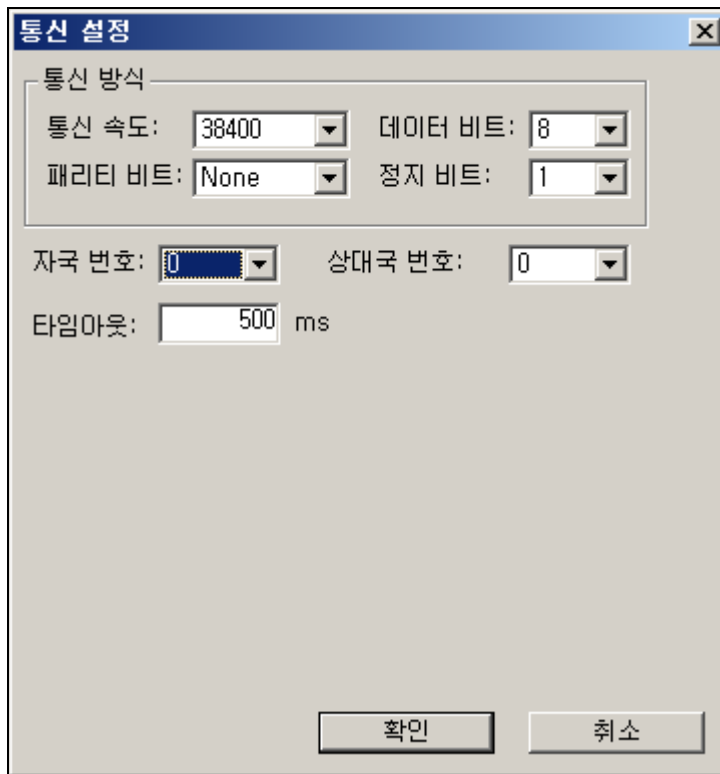 통신 설정
통신 방식
통신 속도: 38400 데이터 비트: 8
패리티 비트: None 정지 비트: 1
자국 번호: 0 상대국 번호: 0
타임아웃: 500 ms
확인 취소